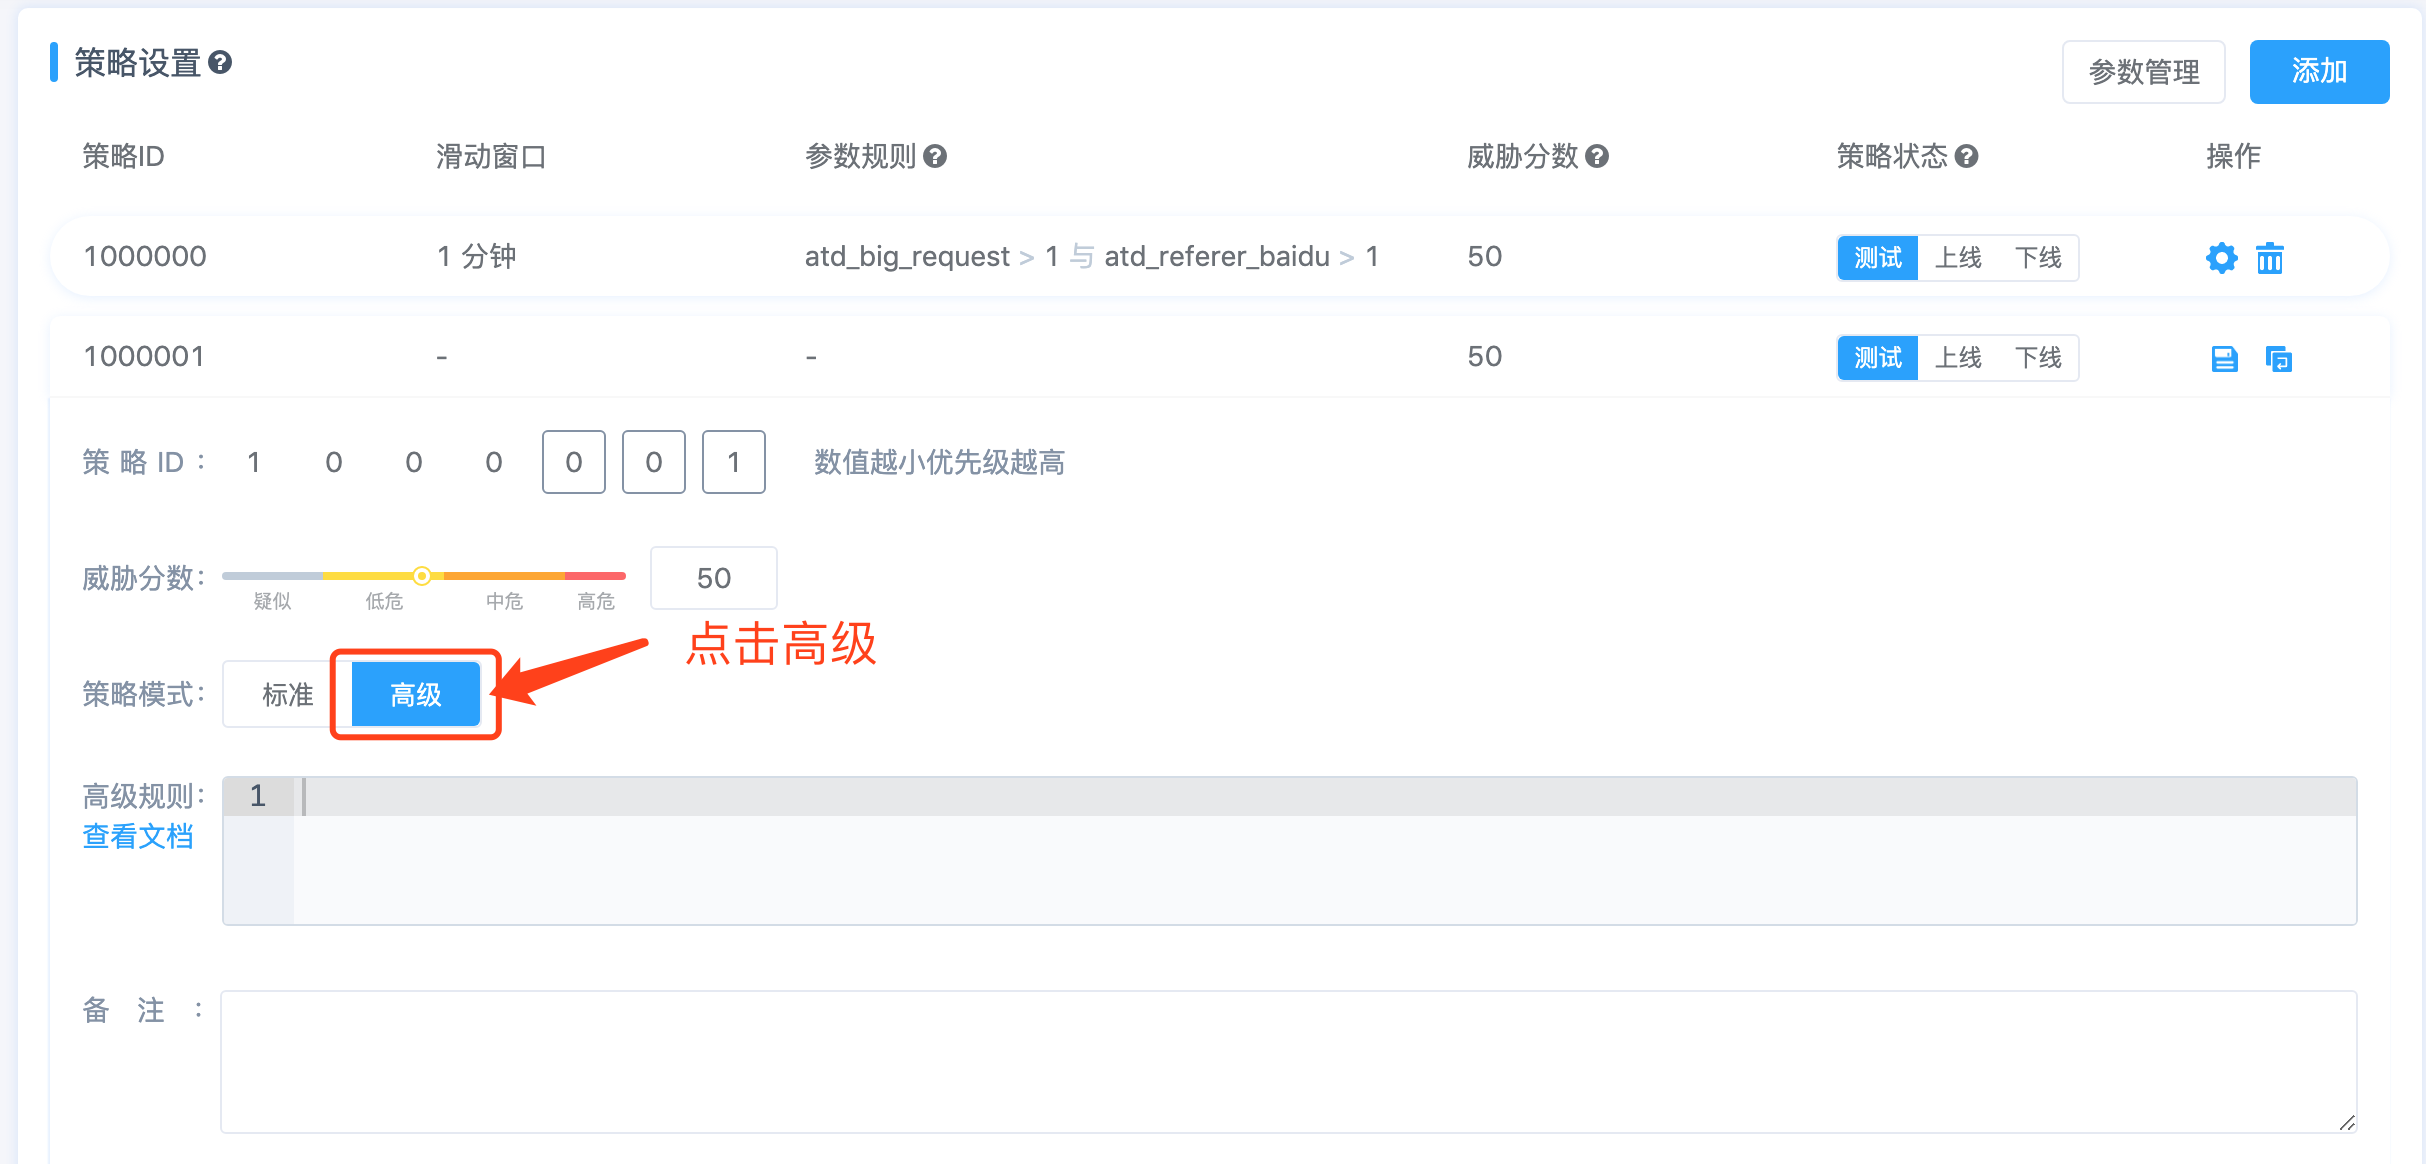 策略设置
参数管理 添加
策略ID 滑动窗口 参数规则 威胁分数 策略状态 操作
1000000 1 分钟 atd_big_request > 1 与 atd_referer_baidu > 1 50 测试 上线 下线
1000001 - - 50 测试 上线 下线
策 略 ID : 1 0 0 0 0 0 1 数值越小优先级越高
威胁分数: 50
疑似 低危 中危 高危
点击高级
策略模式: 标准 高级
高级规则: 1
查看文档
备 注 :